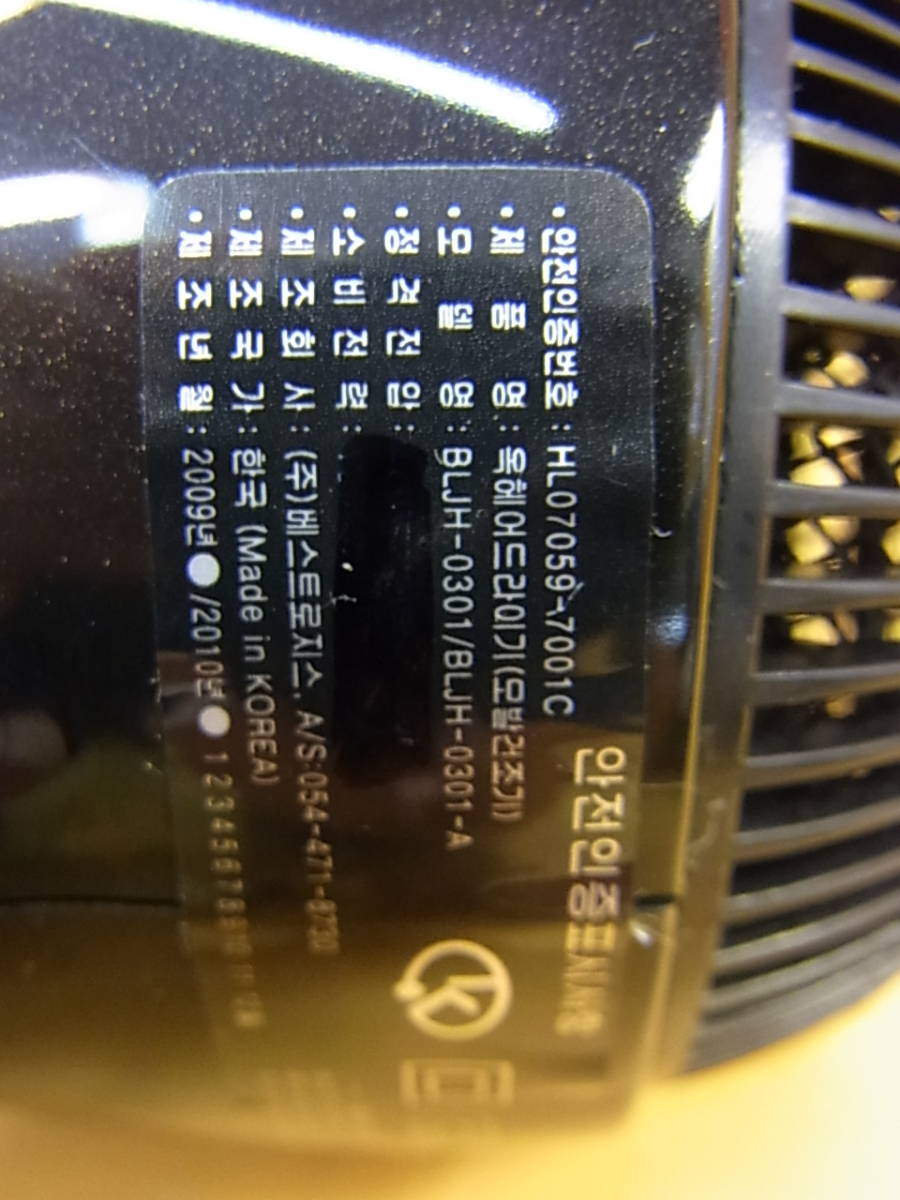 안전인증표시사항
·안전인증번호 : HL07059-7001C
·제 품 명 : 옥헤어드라이기(모발건조기)
·모 델 명 : BLJH-0301/BLJH-0301-A
·정격전압 :
·소비전력 :
·제조회사 : (주)베스트로지스, A/S:054-471-8730
·제조국가 : 한국 (Made in KOREA)
·제조년월 : 2009년● /2010년● 1 2 3 4 5 6 7 8 9 10 11 12월